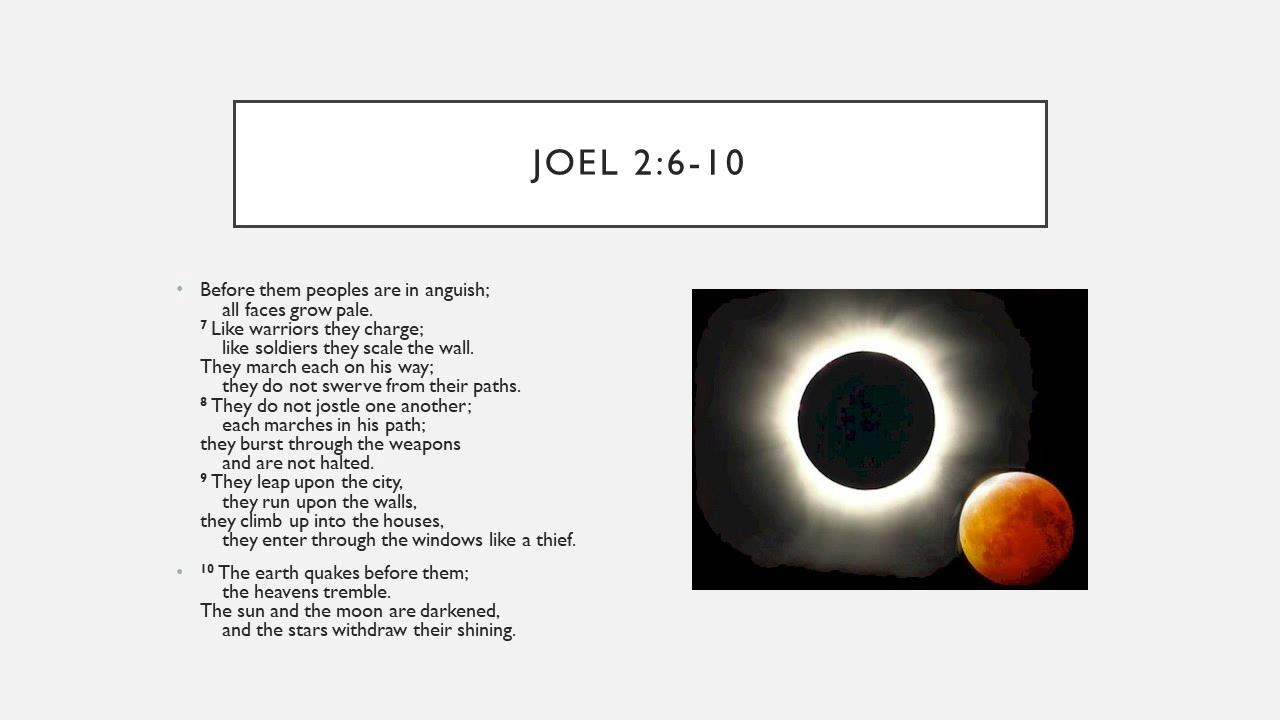 JOEL 2:6-10
• Before them peoples are in anguish;
all faces grow pale.
7 Like warriors they charge;
like soldiers they scale the wall.
They march each on his way;
they do not swerve from their paths.
8 They do not jostle one another;
each marches in his path;
they burst through the weapons
and are not halted.
9 They leap upon the city,
they run upon the walls,
they climb up into the houses,
they enter through the windows like a thief.
• 10 The earth quakes before them;
the heavens tremble.
The sun and the moon are darkened,
and the stars withdraw their shining.